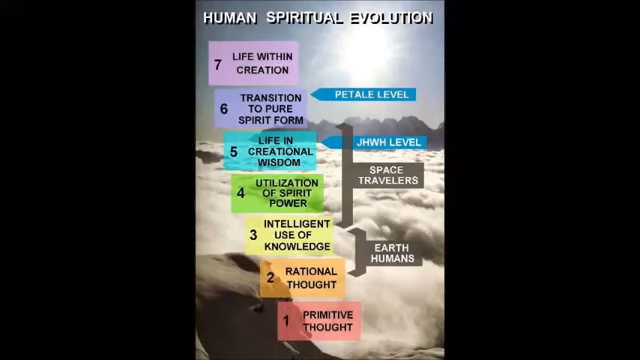 HUMAN SPIRITUAL EVOLUTION
7 LIFE WITHIN
CREATION
6 TRANSITION
TO PURE
SPIRIT FORM
PETALE LEVEL
5 LIFE IN
CREATIONAL
WISDOM
JHWH LEVEL
SPACE
TRAVELERS
4 UTILIZATION
OF SPIRIT
POWER
3 INTELLIGENT
USE OF
KNOWLEDGE
EARTH
HUMANS
2 RATIONAL
THOUGHT
1 PRIMITIVE
THOUGHT